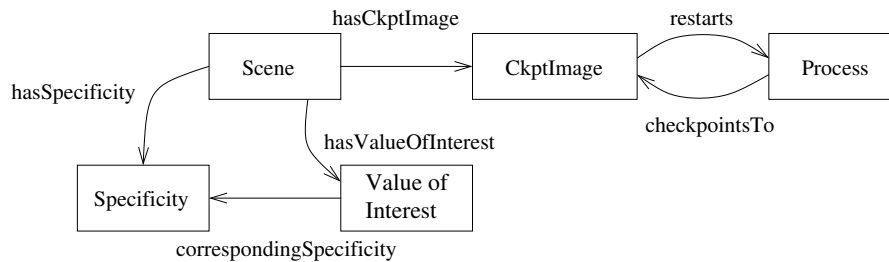 hasCkptImage
restarts
Scene
CkptImage
Process
hasSpecificity
checkpointsTo
hasValueOfInterest
Specificity
Value of
Interest
correspondingSpecificity